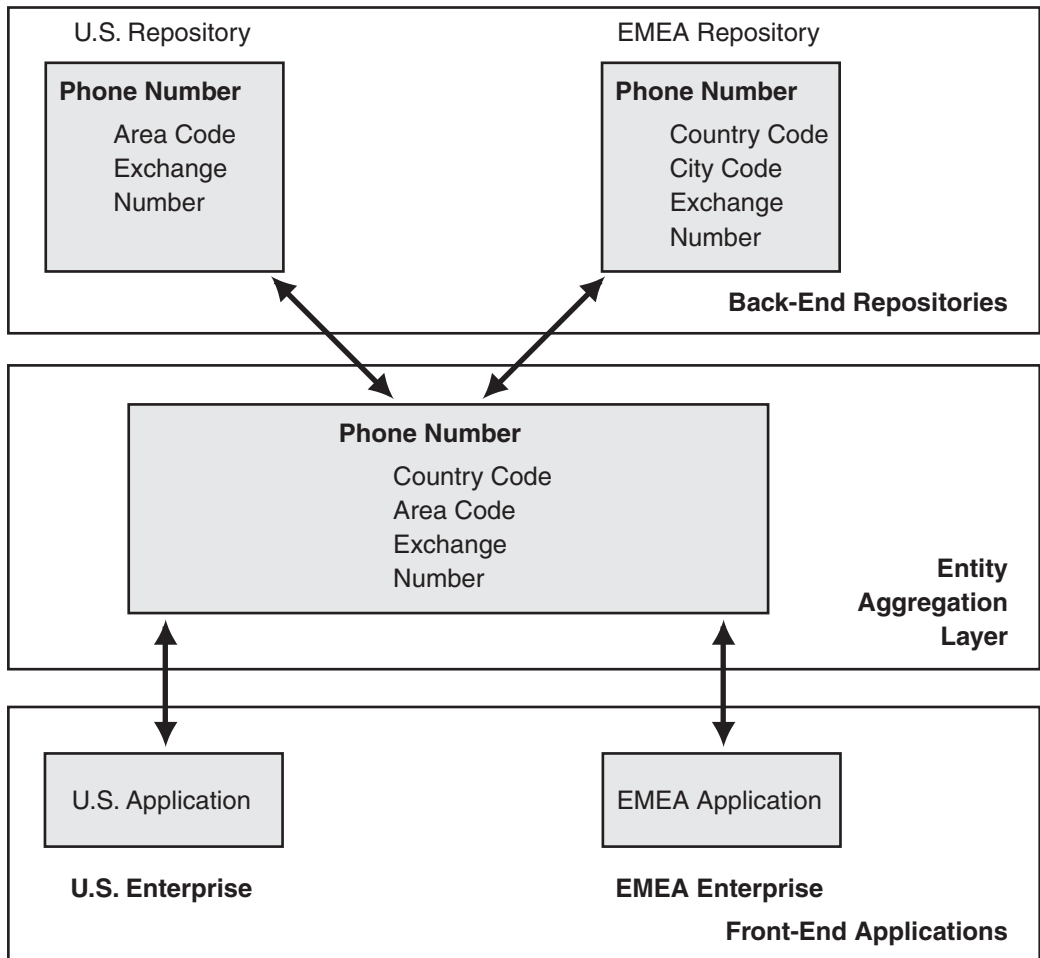 U.S. Repository
EMEA Repository
Phone Number
Area Code
Exchange
Number
Phone Number
Country Code
City Code
Exchange
Number
Back-End Repositories
Phone Number
Country Code
Area Code
Exchange
Number
Entity
Aggregation
Layer
U.S. Application
EMEA Application
U.S. Enterprise
EMEA Enterprise
Front-End Applications